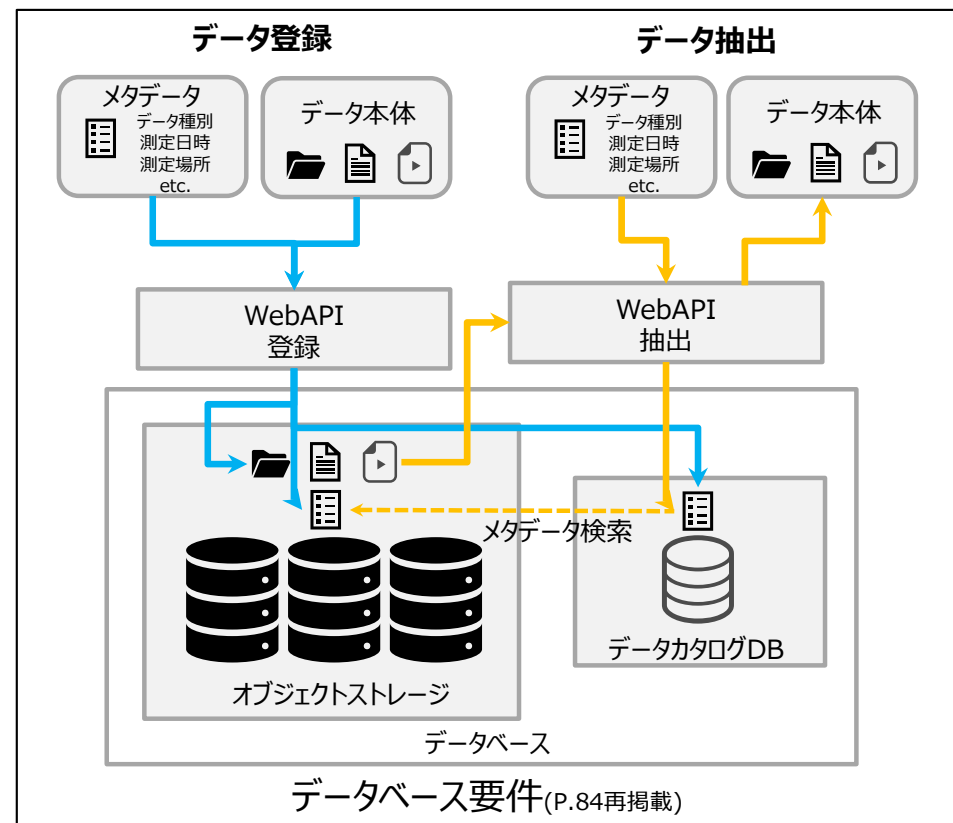 データ登録
データ抽出
メタデータ
データ種別
測定日時
測定場所
etc.
データ本体
メタデータ
データ種別
測定日時
測定場所
etc.
データ本体
WebAPI
登録
WebAPI
抽出
メタデータ検索
オブジェクトストレージ
データカタログDB
データベース
データベース要件(P.84再掲載)